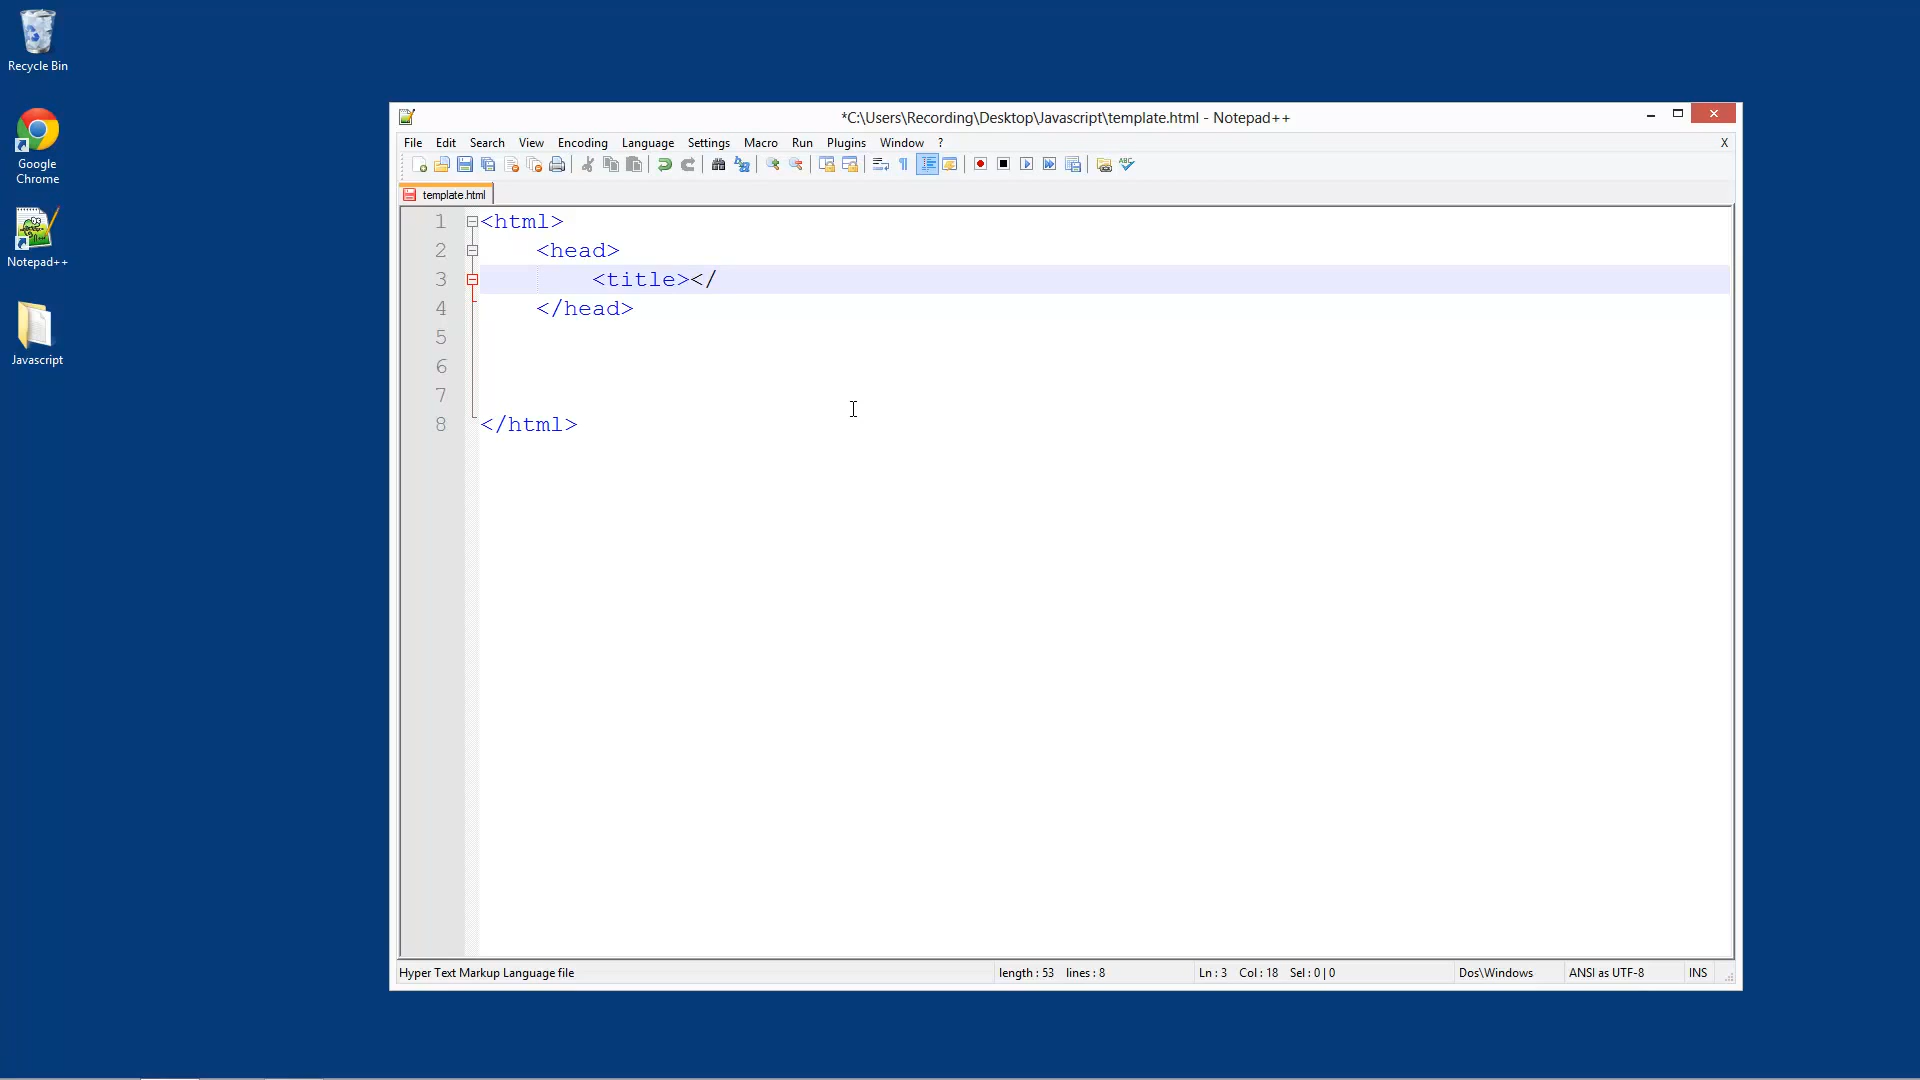 Recycle Bin
Google
Chrome
Notepad++
Javascript
*C:\Users\Recording\Desktop\Javascript\template.html - Notepad++
File Edit Search View Encoding Language Settings Macro Run Plugins Window ? X
template.html
1 <html>
2 <head>
3 <title></
4 </head>
5
6
7
8 </html>
Hyper Text Markup Language file length : 53 lines : 8 Ln : 3 Col : 18 Sel : 0 | 0 Dos\Windows ANSI as UTF-8 INS